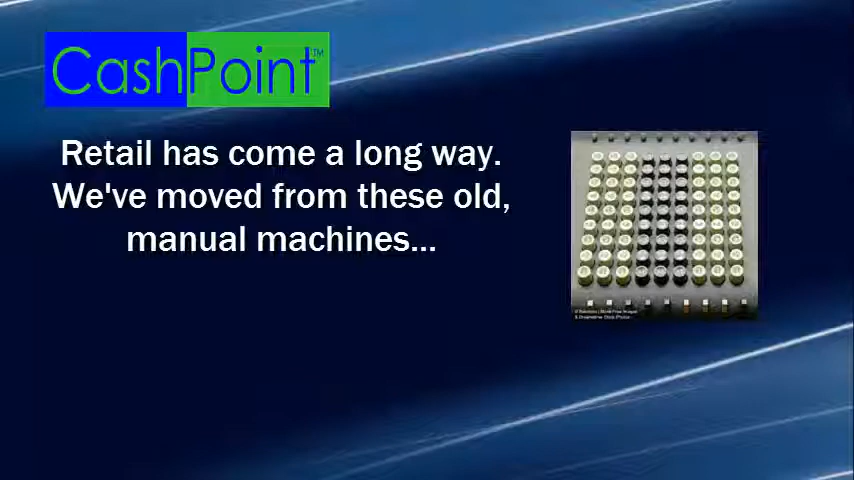 CashPoint™
Retail has come a long way.
We've moved from these old,
manual machines...